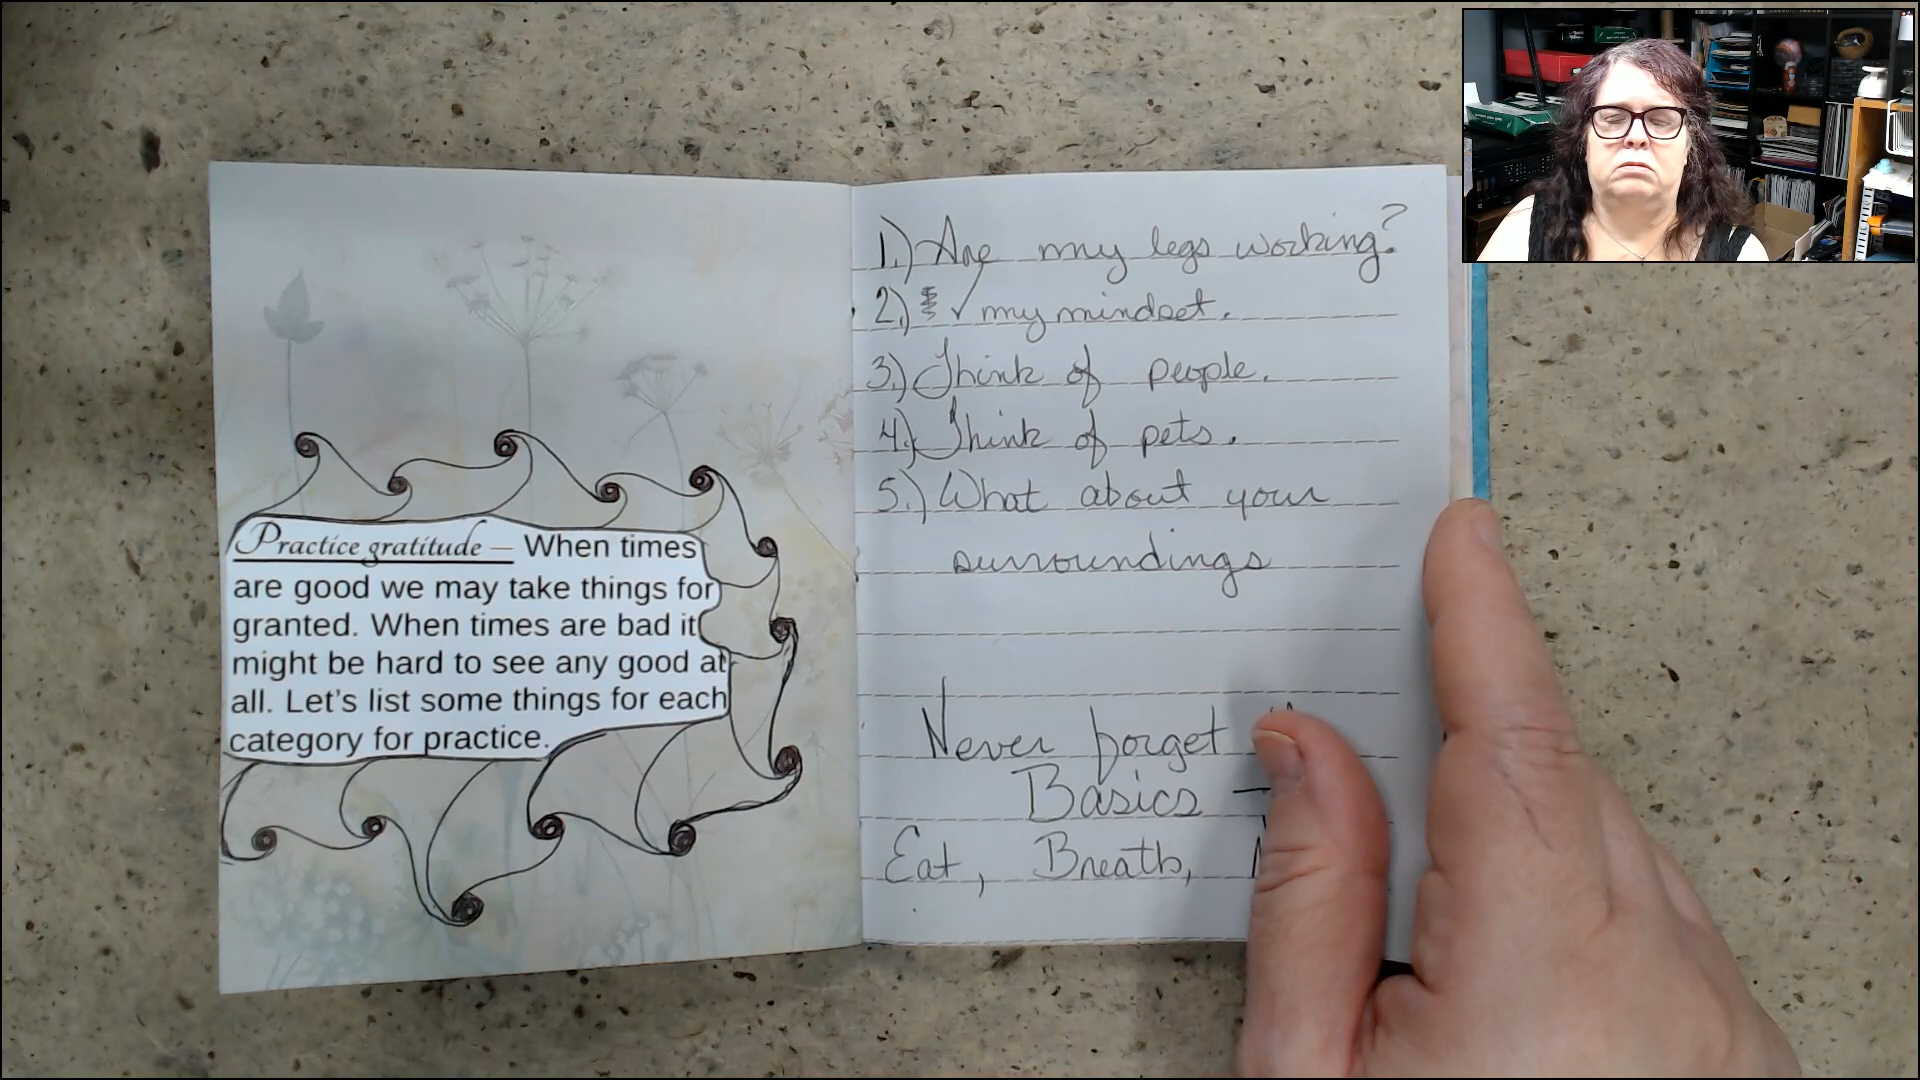 Practice gratitude — When times
are good we may take things for
granted. When times are bad it
might be hard to see any good at
all. Let's list some things for each
category for practice.
1.) Are my legs working?
2.) ✓ my mindset.
3.) Think of people.
4.) Think of pets.
5.) What about your
surroundings
Never forget
Basics –
Eat, Breath,